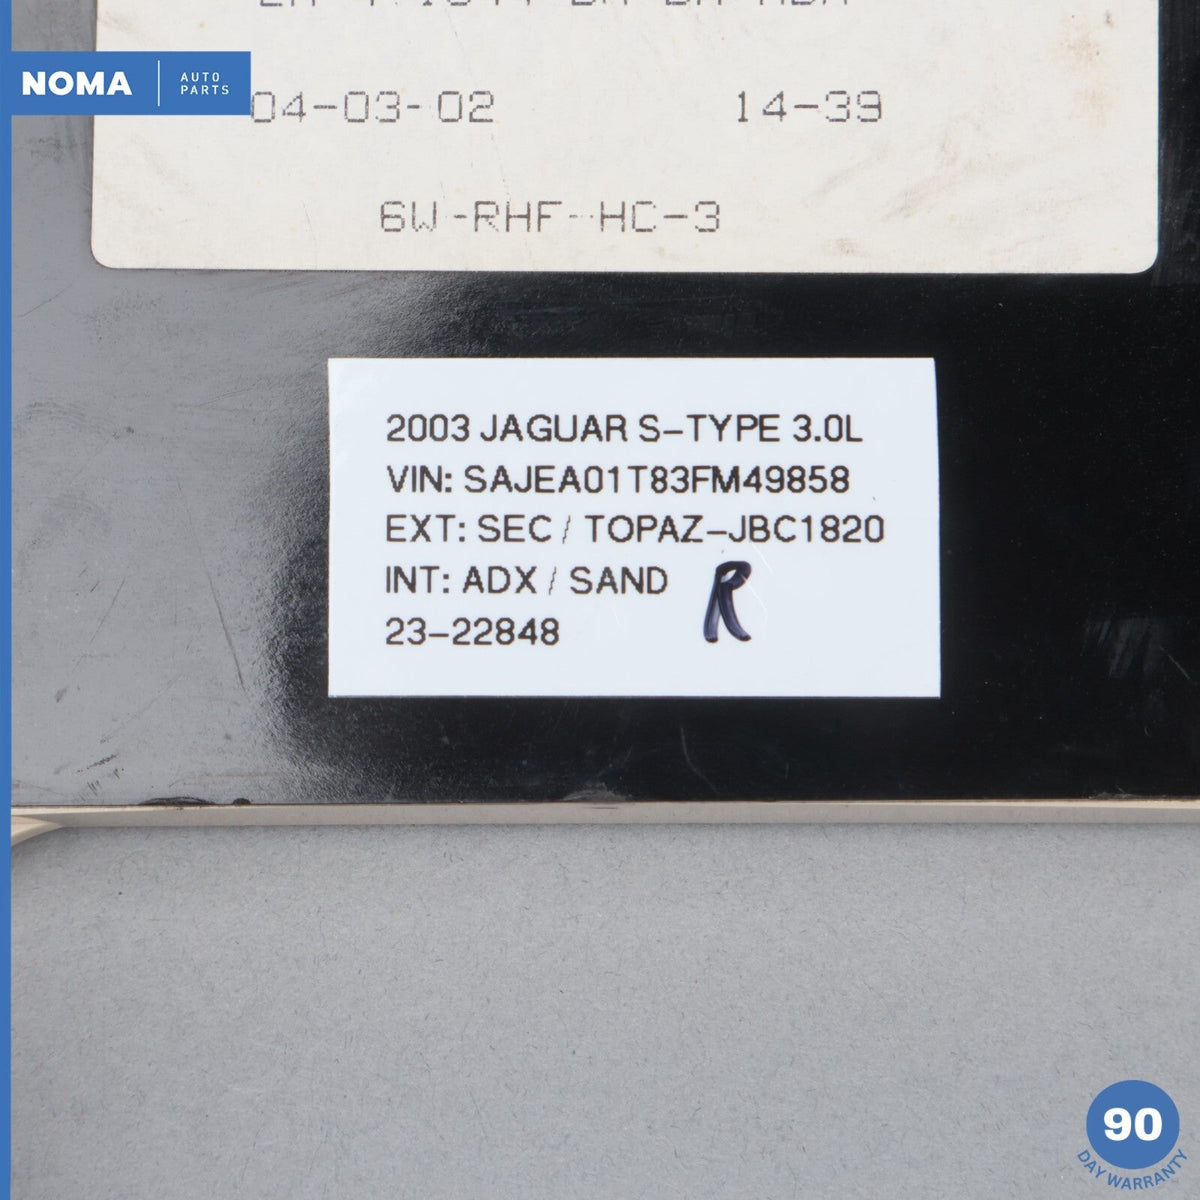 NOMA
AUTO
PARTS
04-03-02 14-39
6W-RHF-HC-3
2003 JAGUAR S-TYPE 3.0L
VIN: SAJEA01T83FM49858
EXT: SEC / TOPAZ-JBC1820
INT: ADX / SAND
R
23-22848
90
DAY WARRANTY